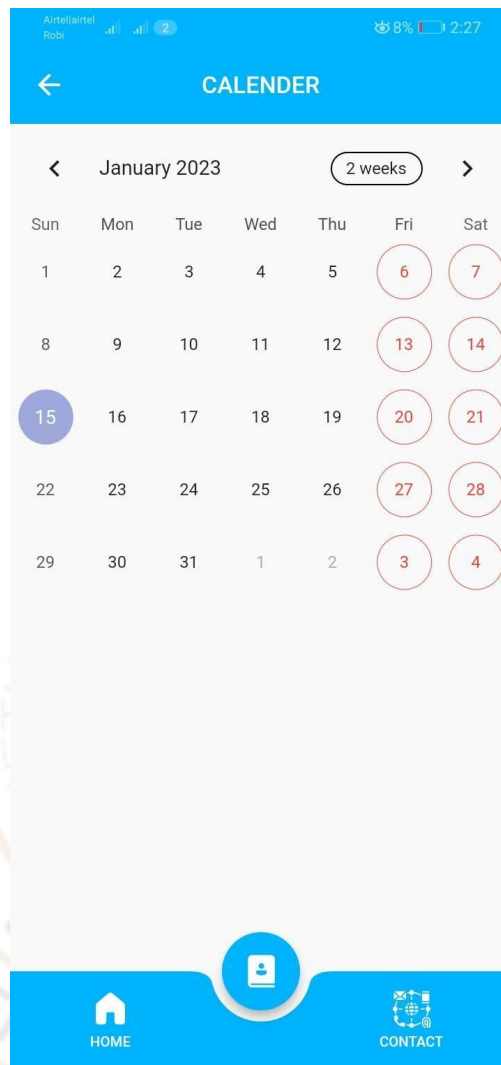 Airtel|airtel
Robi 2 8% 2:27
CALENDER
January 2023 2 weeks
Sun Mon Tue Wed Thu Fri Sat
1 2 3 4 5 6 7
8 9 10 11 12 13 14
15 16 17 18 19 20 21
22 23 24 25 26 27 28
29 30 31 1 2 3 4
HOME CONTACT